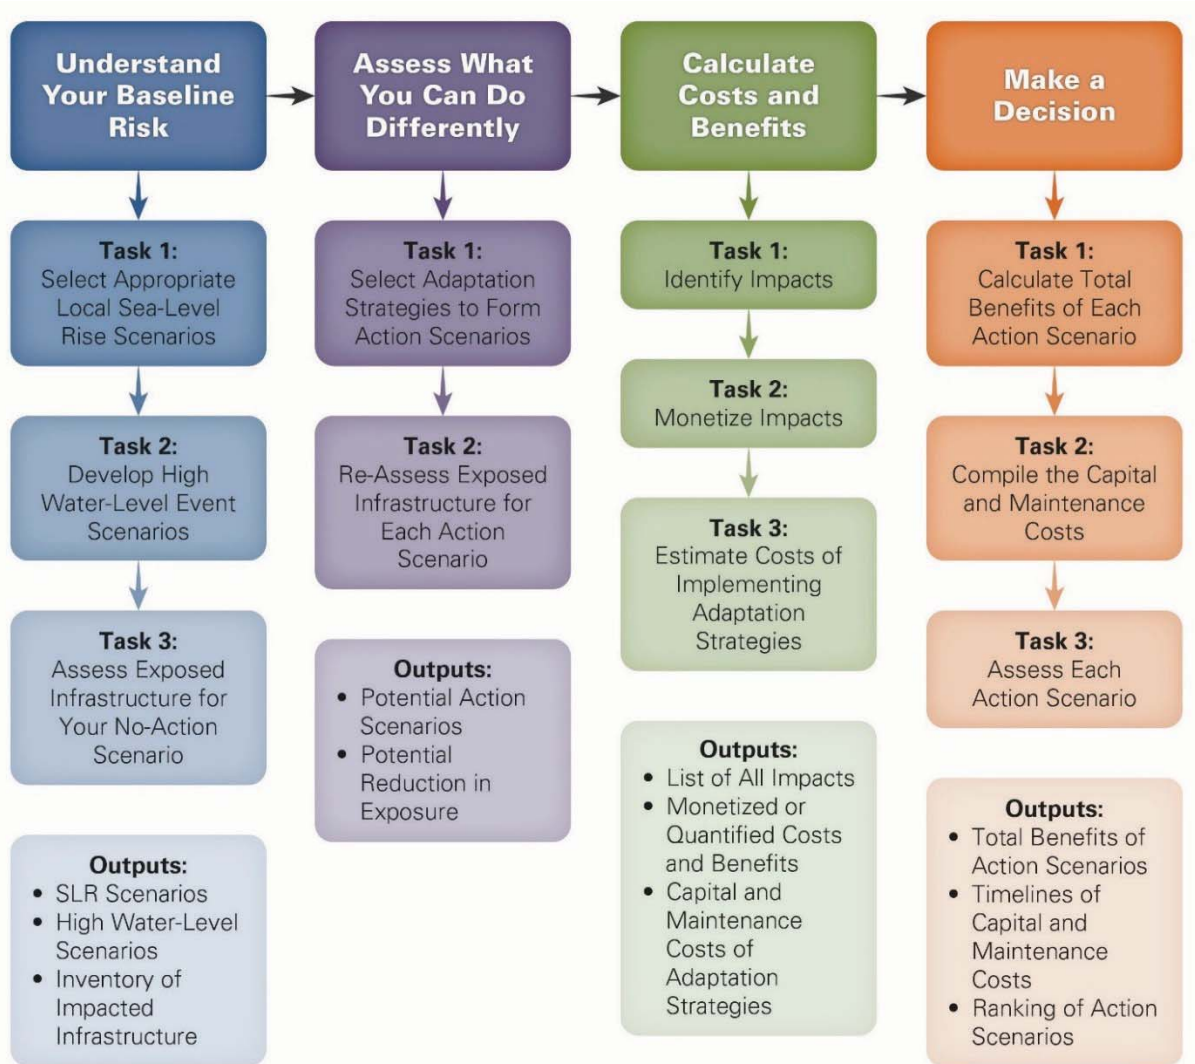 Understand
Your Baseline
Risk
Assess What
You Can Do
Differently
Calculate
Costs and
Benefits
Make a
Decision
Task 1:
Select Appropriate
Local Sea-Level
Rise Scenarios
Task 2:
Develop High
Water-Level Event
Scenarios
Task 3:
Assess Exposed
Infrastructure for
Your No-Action
Scenario
Outputs:
• SLR Scenarios
• High Water-Level
Scenarios
• Inventory of
Impacted
Infrastructure
Task 1:
Select Adaptation
Strategies to Form
Action Scenarios
Task 2:
Re-Assess Exposed
Infrastructure for
Each Action
Scenario
Outputs:
• Potential Action
Scenarios
• Potential
Reduction in
Exposure
Task 1:
Identify Impacts
Task 2:
Monetize Impacts
Task 3:
Estimate Costs of
Implementing
Adaptation
Strategies
Outputs:
• List of All Impacts
• Monetized or
Quantified Costs
and Benefits
• Capital and
Maintenance
Costs of
Adaptation
Strategies
Task 1:
Calculate Total
Benefits of Each
Action Scenario
Task 2:
Compile the Capital
and Maintenance
Costs
Task 3:
Assess Each
Action Scenario
Outputs:
• Total Benefits of
Action Scenarios
• Timelines of
Capital and
Maintenance
Costs
• Ranking of Action
Scenarios